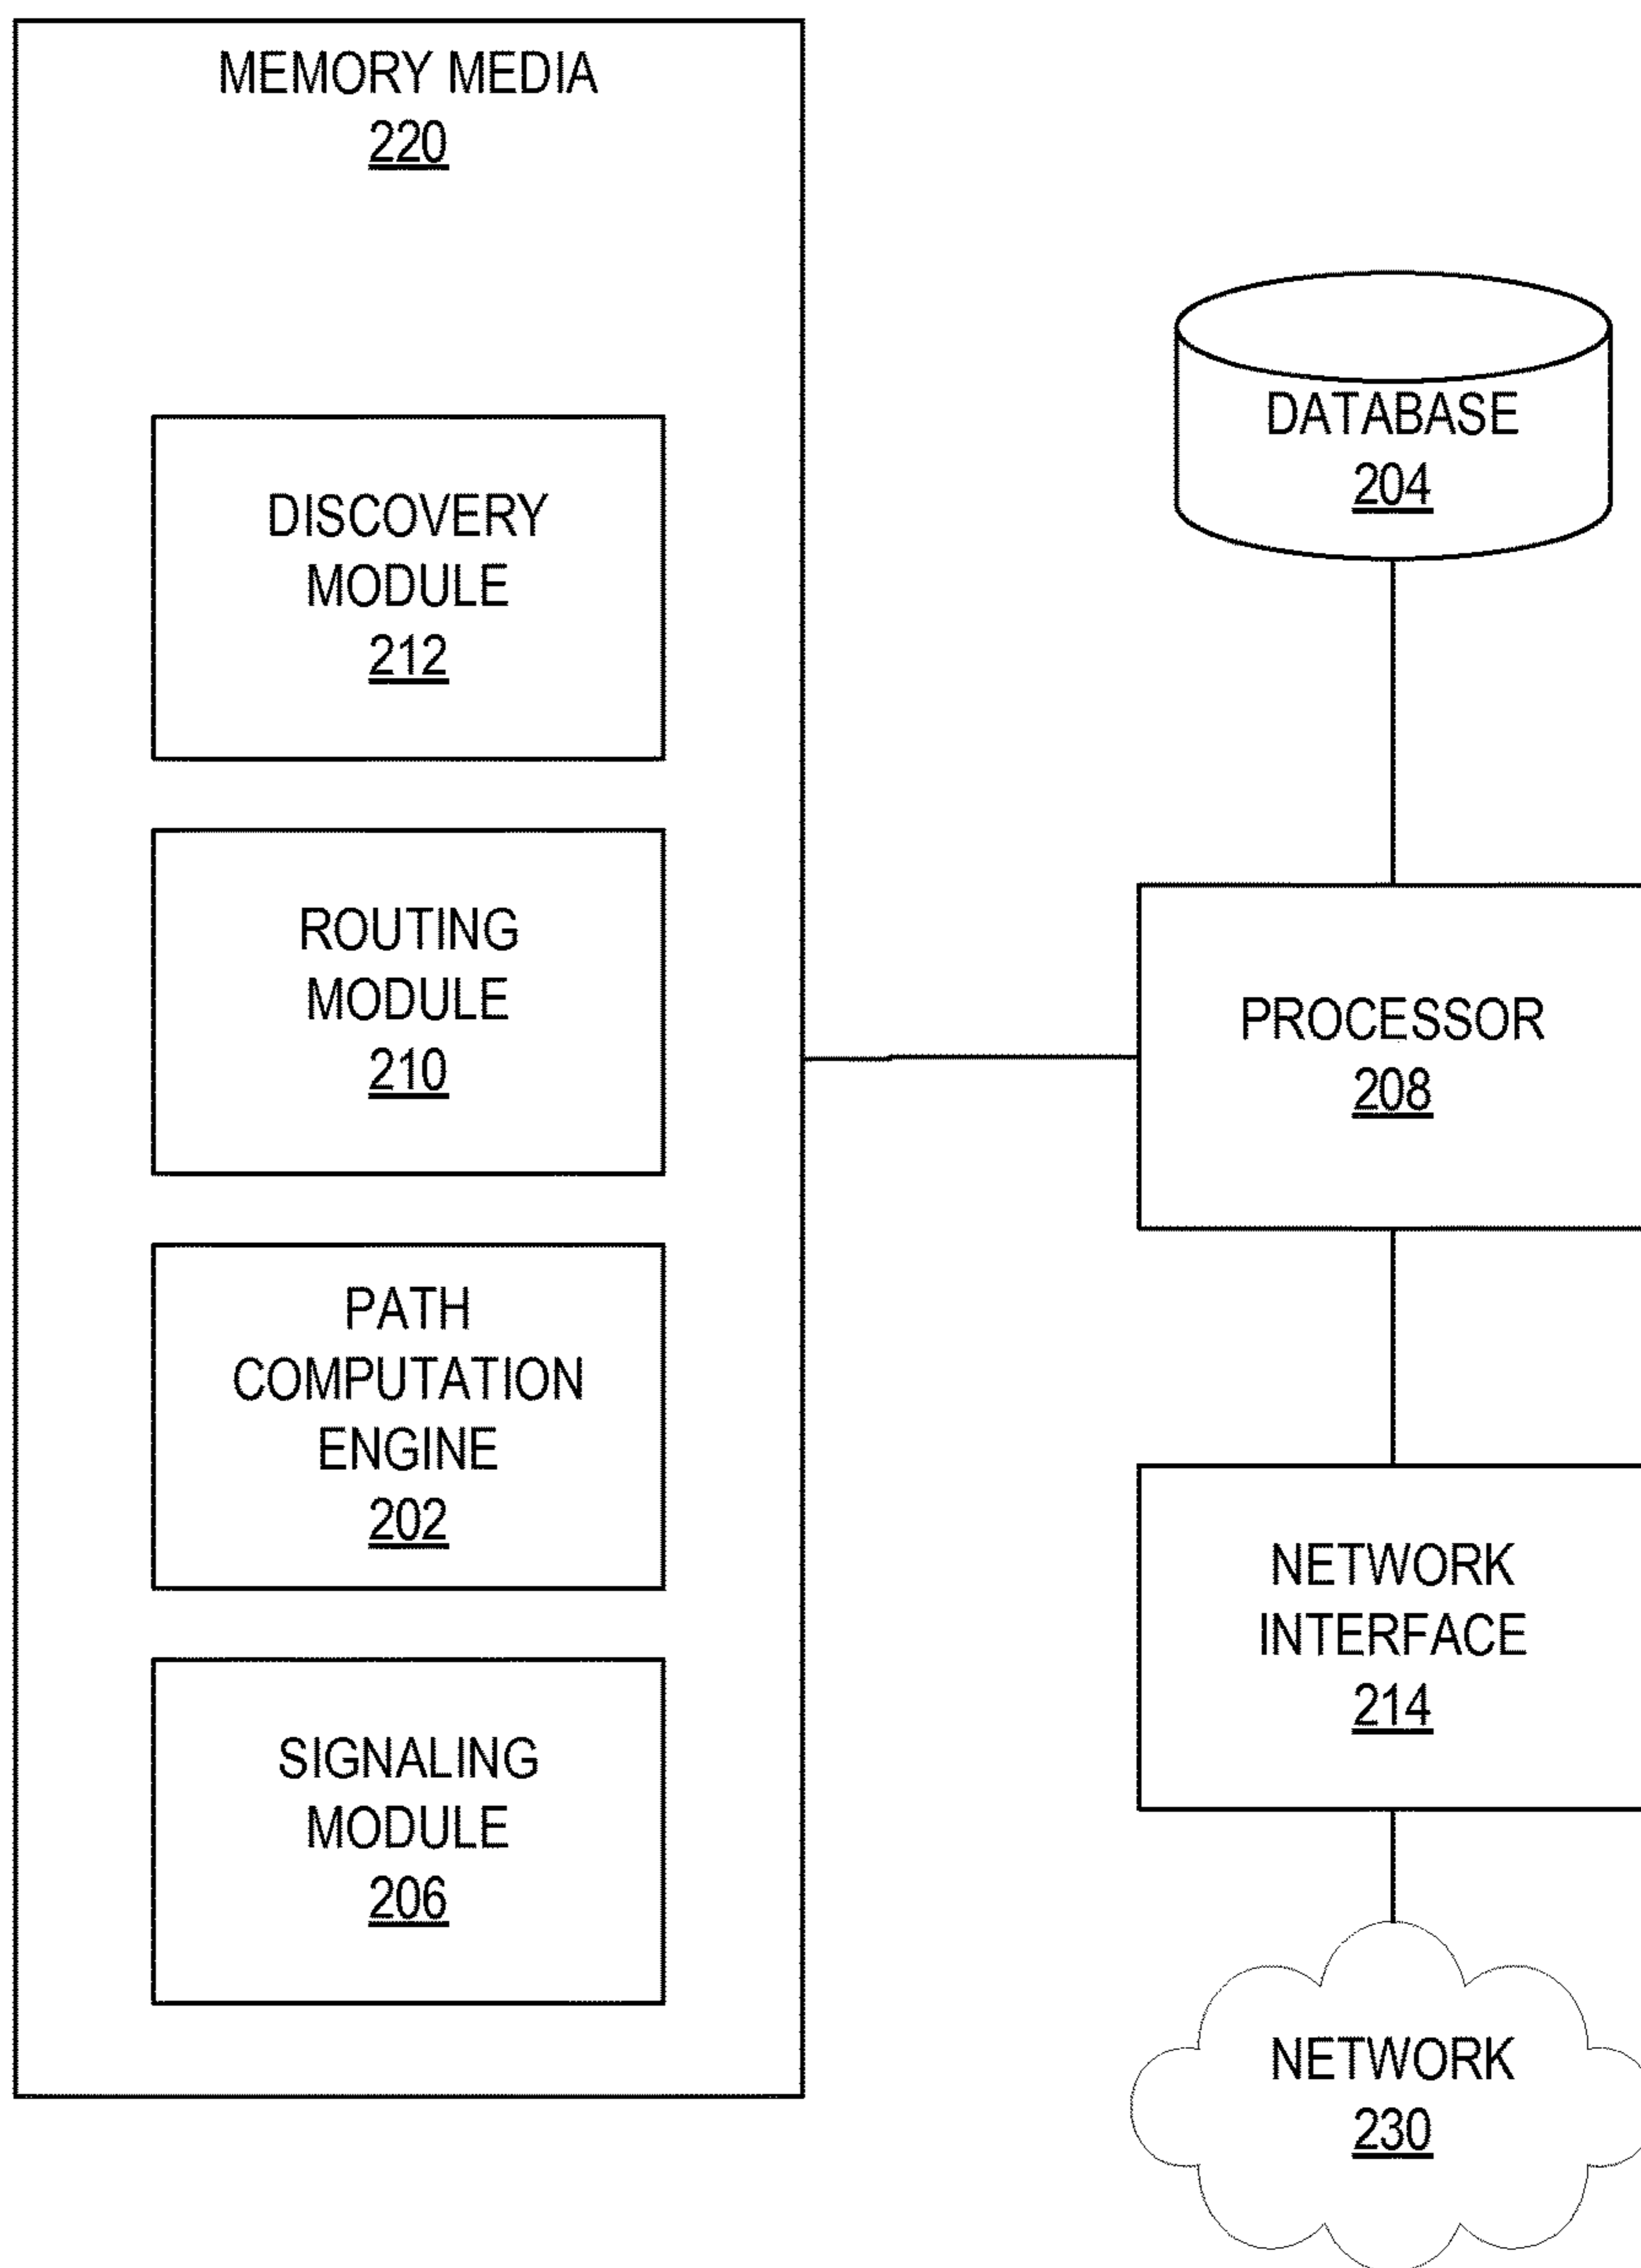 MEMORY MEDIA
220
DISCOVERY
MODULE
212
ROUTING
MODULE
210
PATH
COMPUTATION
ENGINE
202
SIGNALING
MODULE
206
DATABASE
204
PROCESSOR
208
NETWORK
INTERFACE
214
NETWORK
230